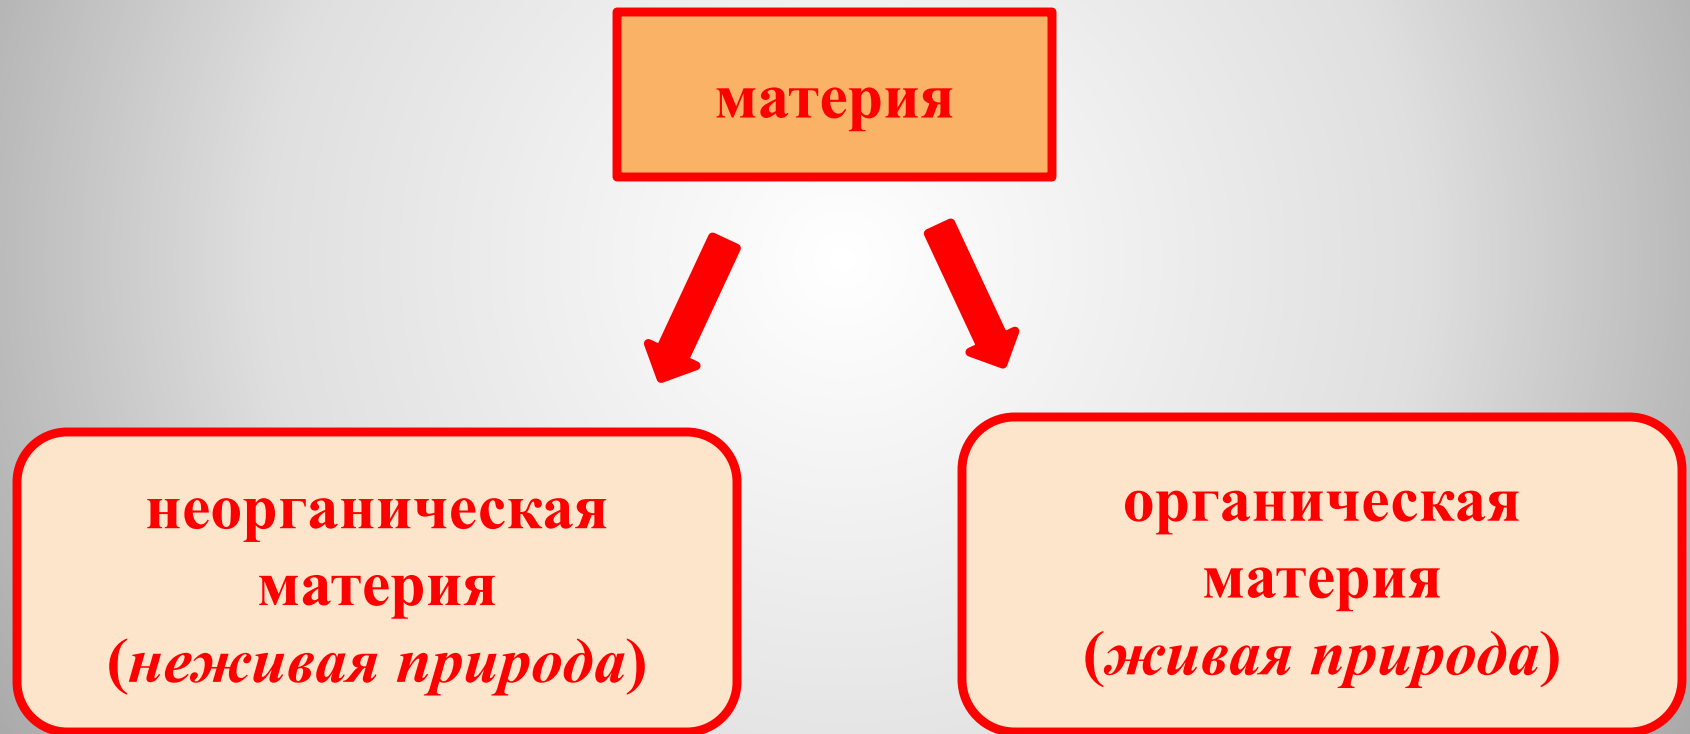 материя
неорганическая
материя
(неживая природа)
органическая
материя
(живая природа)